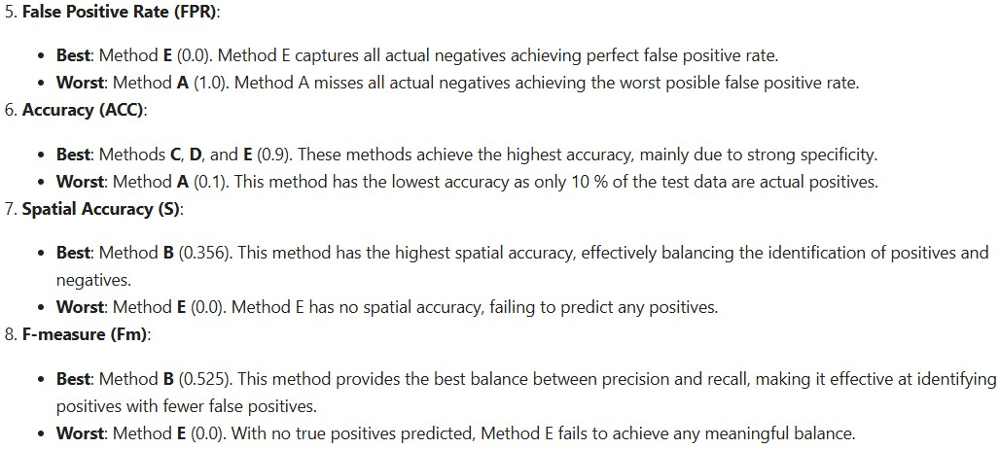 5. False Positive Rate (FPR):
• Best: Method E (0.0). Method E captures all actual negatives achieving perfect false positive rate.
• Worst: Method A (1.0). Method A misses all actual negatives achieving the worst posible false positive rate.
6. Accuracy (ACC):
• Best: Methods C, D, and E (0.9). These methods achieve the highest accuracy, mainly due to strong specificity.
• Worst: Method A (0.1). This method has the lowest accuracy as only 10 % of the test data are actual positives.
7. Spatial Accuracy (S):
• Best: Method B (0.356). This method has the highest spatial accuracy, effectively balancing the identification of positives and
negatives.
• Worst: Method E (0.0). Method E has no spatial accuracy, failing to predict any positives.
8. F-measure (Fm):
• Best: Method B (0.525). This method provides the best balance between precision and recall, making it effective at identifying
positives with fewer false positives.
• Worst: Method E (0.0). With no true positives predicted, Method E fails to achieve any meaningful balance.